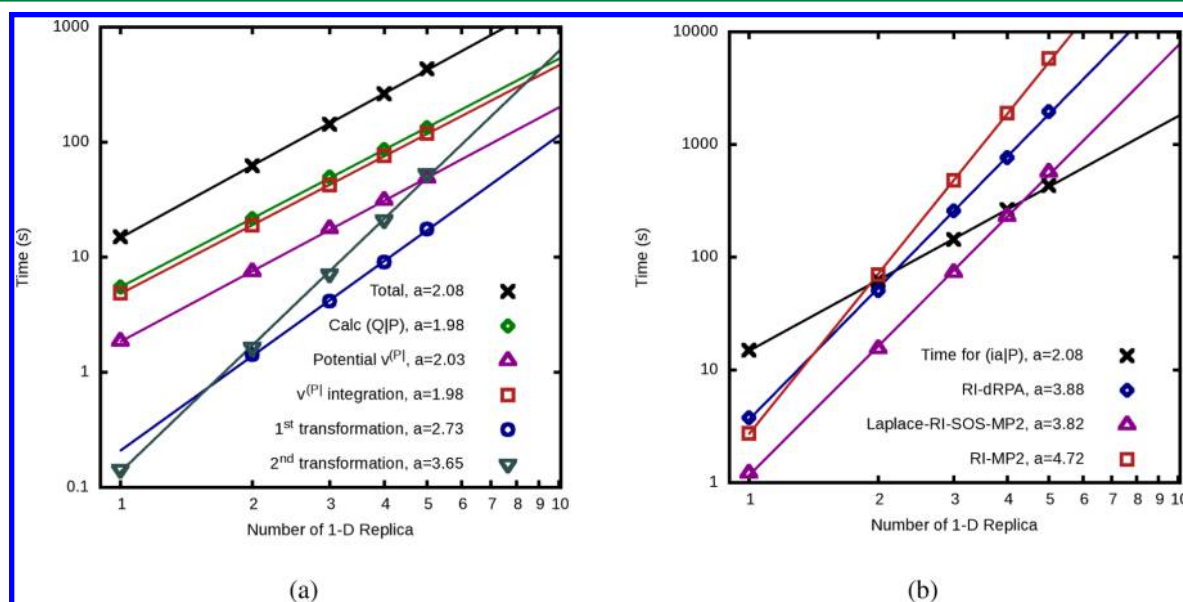 1000
100
10
1
0.1
Time (s)
Total, a=2.08
Calc (Q|P), a=1.98
Potential v(P|, a=2.03
v(P| integration, a=1.98
1st transformation, a=2.73
2nd transformation, a=3.65
1 2 3 4 5 6 7 8 9 10
Number of 1-D Replica
(a)
10000
1000
100
10
1
Time (s)
Time for (ia|P), a=2.08
RI-dRPA, a=3.88
Laplace-RI-SOS-MP2, a=3.82
RI-MP2, a=4.72
1 2 3 4 5 6 7 8 9 10
Number of 1-D Replica
(b)